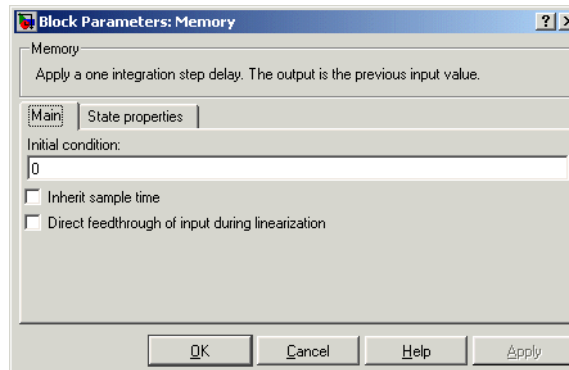 Block Parameters: Memory
Memory
Apply a one integration step delay. The output is the previous input value.
Main State properties
Initial condition:
0
Inherit sample time
Direct feedthrough of input during linearization
OK Cancel Help Apply